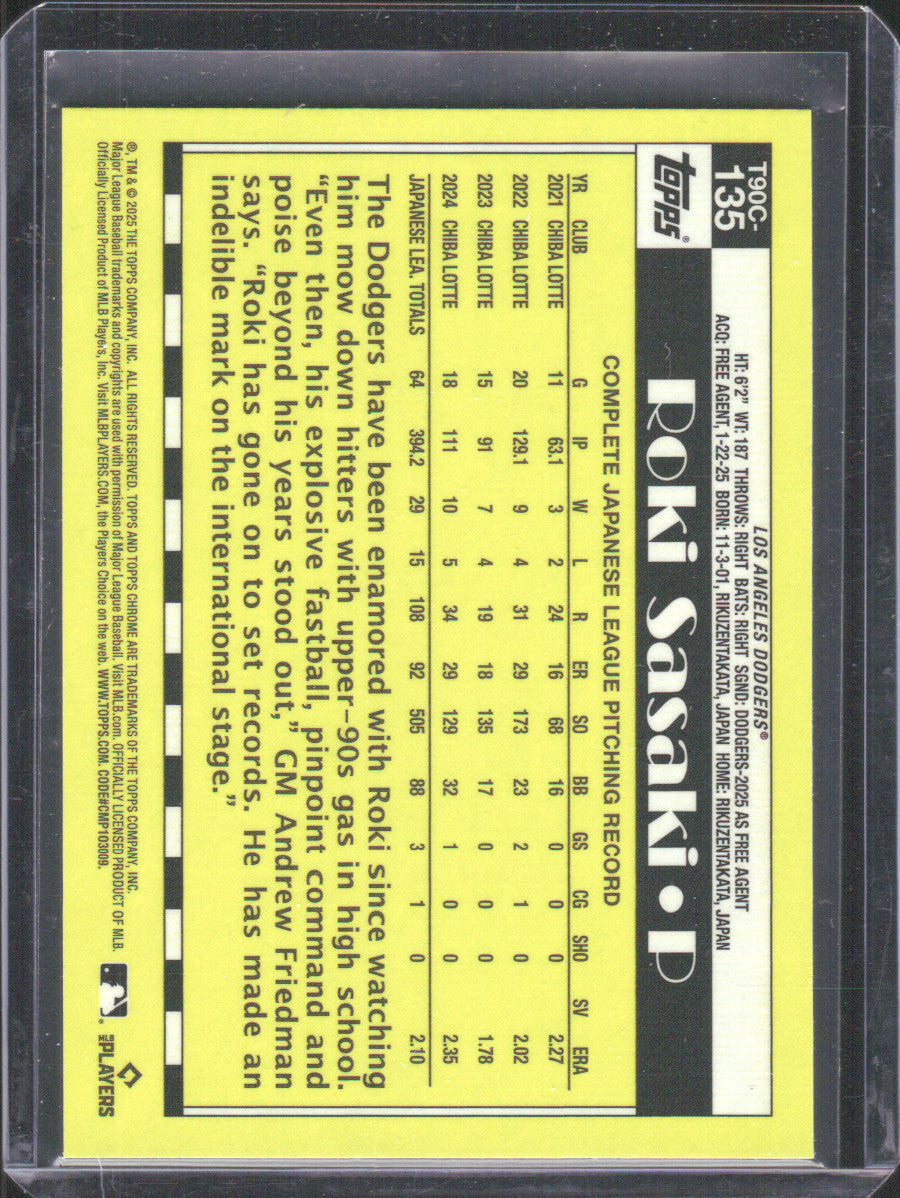 T90C-
135
Topps®
LOS ANGELES DODGERS®
HT: 6'2" WT: 187 THROWS: RIGHT BATS: RIGHT SGND: DODGERS-2025 AS FREE AGENT
ACQ: FREE AGENT, 1-22-25 BORN: 11-3-01, RIKUZENTAKATA, JAPAN HOME: RIKUZENTAKATA, JAPAN
Roki Sasaki • P
COMPLETE JAPANESE LEAGUE PITCHING RECORD
YR CLUB G IP W L R ER SO BB GS CG SHO SV ERA
2021 CHIBA LOTTE 11 63.1 3 2 24 16 68 16 0 0 0 2.27
2022 CHIBA LOTTE 20 129.1 9 4 31 29 173 23 2 1 0 2.02
2023 CHIBA LOTTE 15 91 7 4 19 18 135 17 0 0 0 1.78
2024 CHIBA LOTTE 18 111 10 5 34 29 129 32 1 0 0 2.35
JAPANESE LEA. TOTALS 64 394.2 29 15 108 92 505 88 3 1 0 2.10
The Dodgers have been enamored with Roki since watching
him mow down hitters with upper-90s gas in high school.
"Even then, his explosive fastball, pinpoint command and
poise beyond his years stood out," GM Andrew Friedman
says. "Roki has gone on to set records. He has made an
indelible mark on the international stage."
®, TM & © 2025 THE TOPPS COMPANY, INC. ALL RIGHTS RESERVED. TOPPS AND TOPPS CHROME ARE TRADEMARKS OF THE TOPPS COMPANY, INC.
Major League Baseball trademarks and copyrights are used with permission of Major League Baseball. Visit MLB.com. OFFICIALLY LICENSED PRODUCT OF MLB.
Officially Licensed Product of MLB Players, Inc. Visit MLBPLAYERS.COM, the Players Choice on the web. WWW.TOPPS.COM. CODE#CMP103009.
MLB PLAYERS